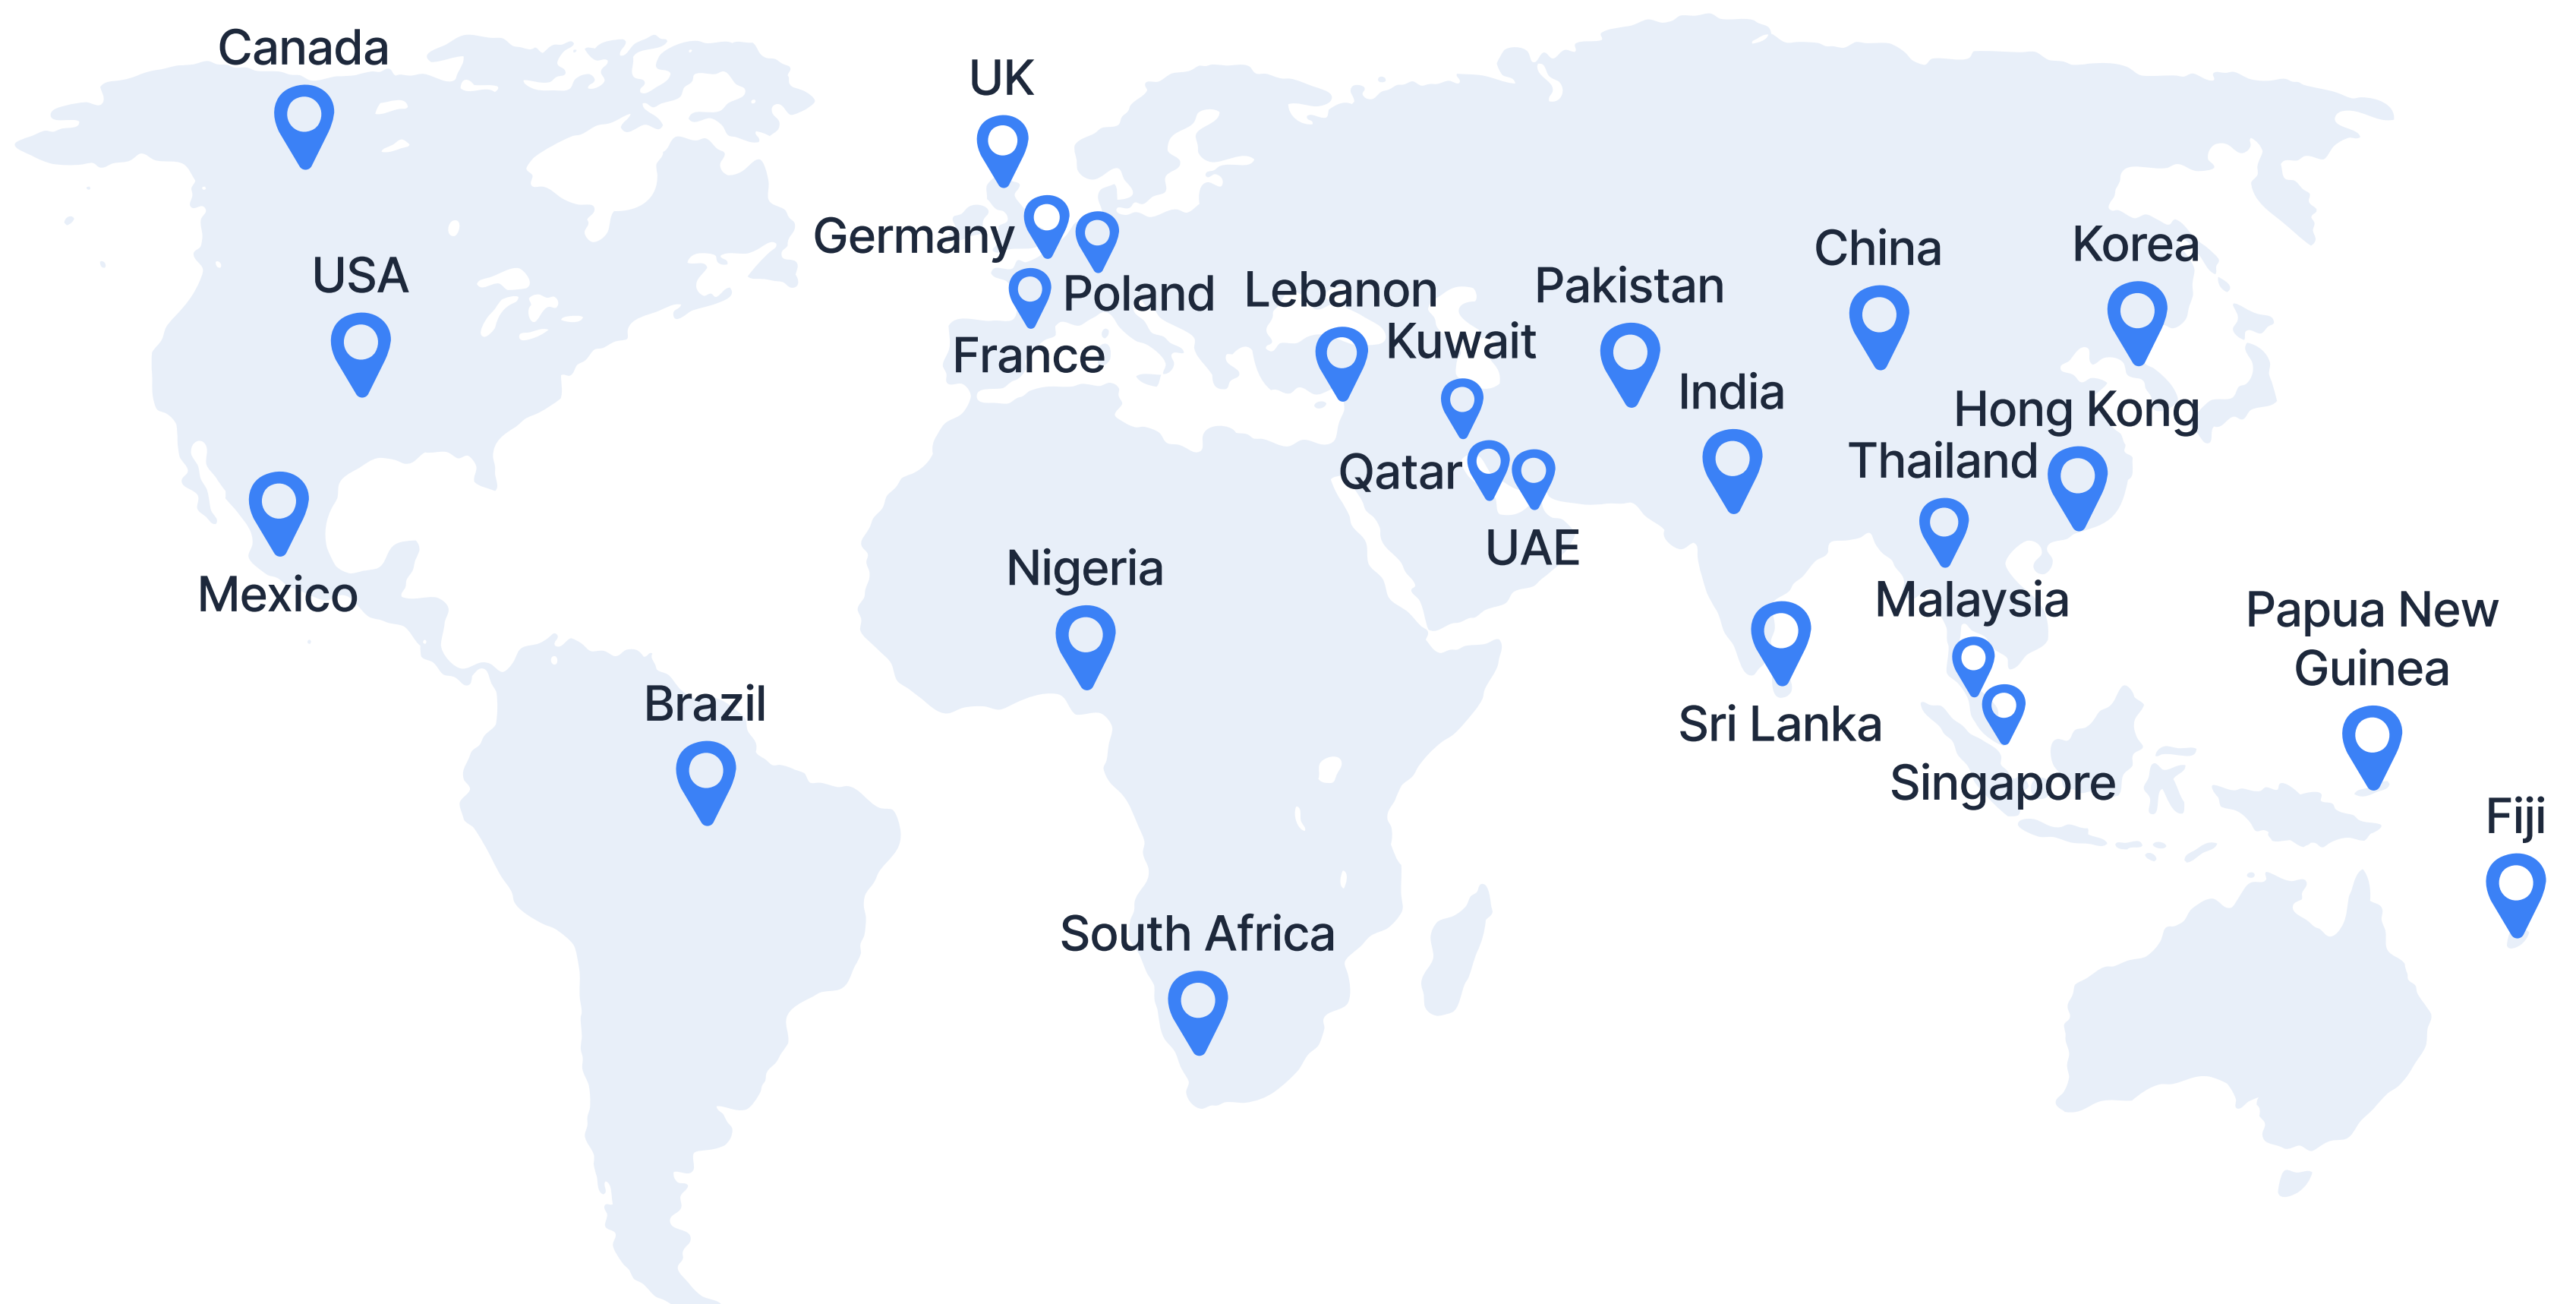 Canada
UK
Germany
Poland
France
USA
Mexico
Brazil
Nigeria
South Africa
Lebanon
Kuwait
Qatar
UAE
Pakistan
India
Sri Lanka
China
Korea
Hong Kong
Thailand
Malaysia
Singapore
Papua New
Guinea
Fiji